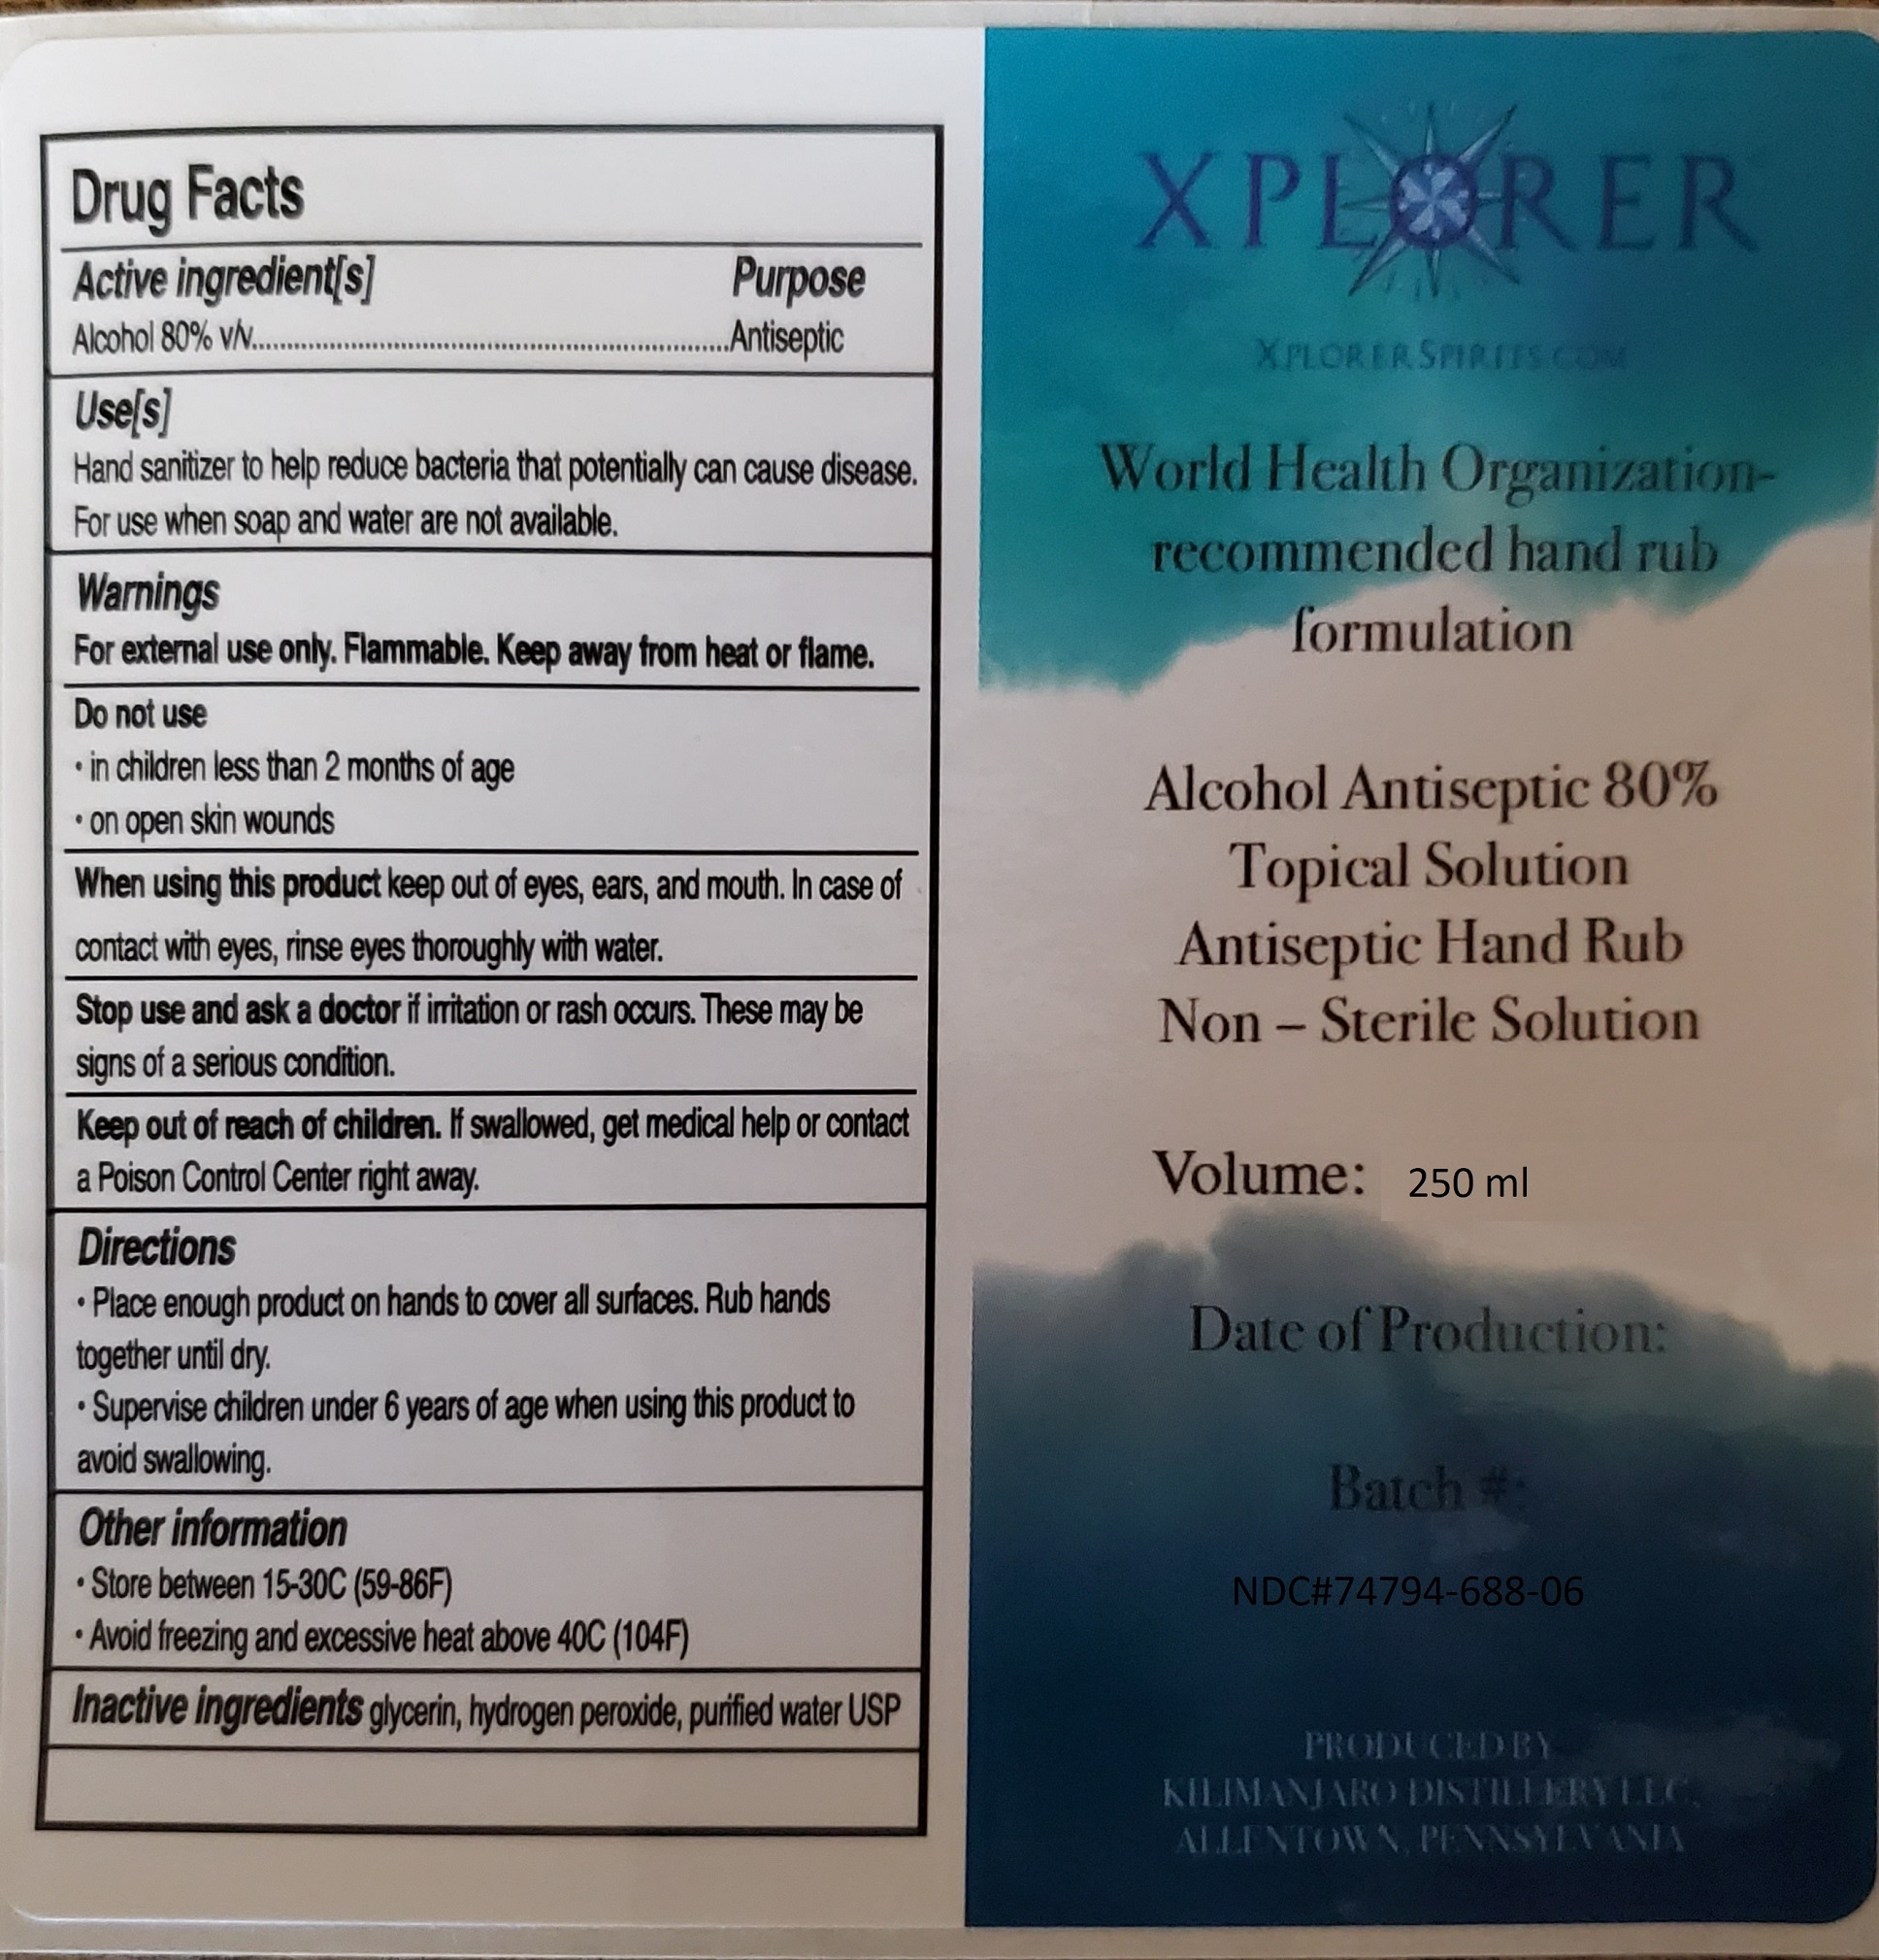 Drug Facts
Active ingredient[s] Purpose
Alcohol 80% v/v..........................................................................Antiseptic
Use[s]
Hand sanitizer to help reduce bacteria that potentially can cause disease.
For use when soap and water are not available.
Warnings
For external use only. Flammable. Keep away from heat or flame.
Do not use
• in children less than 2 months of age
• on open skin wounds
When using this product keep out of eyes, ears, and mouth. In case of
contact with eyes, rinse eyes thoroughly with water.
Stop use and ask a doctor if irritation or rash occurs. These may be
signs of a serious condition.
Keep out of reach of children. If swallowed, get medical help or contact
a Poison Control Center right away.
Directions
• Place enough product on hands to cover all surfaces. Rub hands
together until dry.
• Supervise children under 6 years of age when using this product to
avoid swallowing.
Other information
• Store between 15-30C (59-86F)
• Avoid freezing and excessive heat above 40C (104F)
Inactive ingredients glycerin, hydrogen peroxide, purified water USP
XPLORER
XPLORERSPIRITS.COM
World Health Organization-
recommended hand rub
formulation
Alcohol Antiseptic 80%
Topical Solution
Antiseptic Hand Rub
Non – Sterile Solution
Volume: 250 ml
Date of Production:
Batch #:
NDC#74794-688-06
PRODUCED BY
KILIMANJARO DISTILLERY LLC,
ALLENTOWN, PENNSYLVANIA